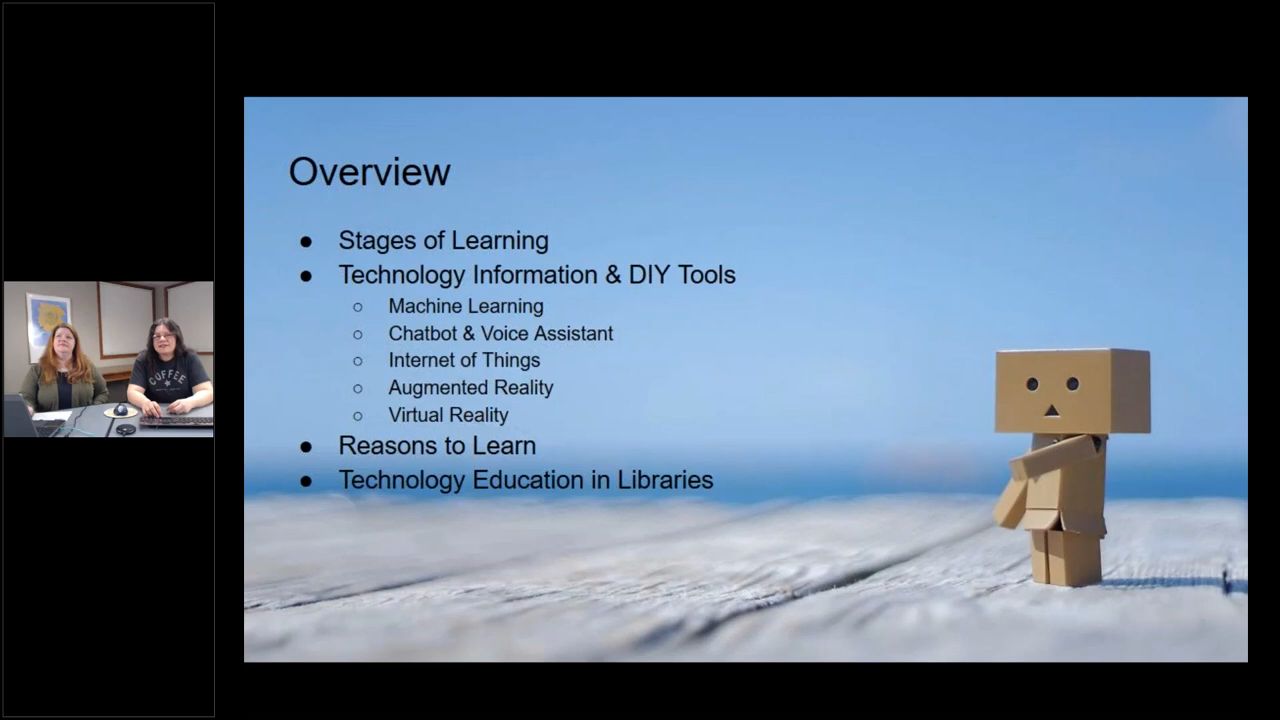 Overview
● Stages of Learning
● Technology Information & DIY Tools
○ Machine Learning
○ Chatbot & Voice Assistant
○ Internet of Things
○ Augmented Reality
○ Virtual Reality
● Reasons to Learn
● Technology Education in Libraries
COFFEE